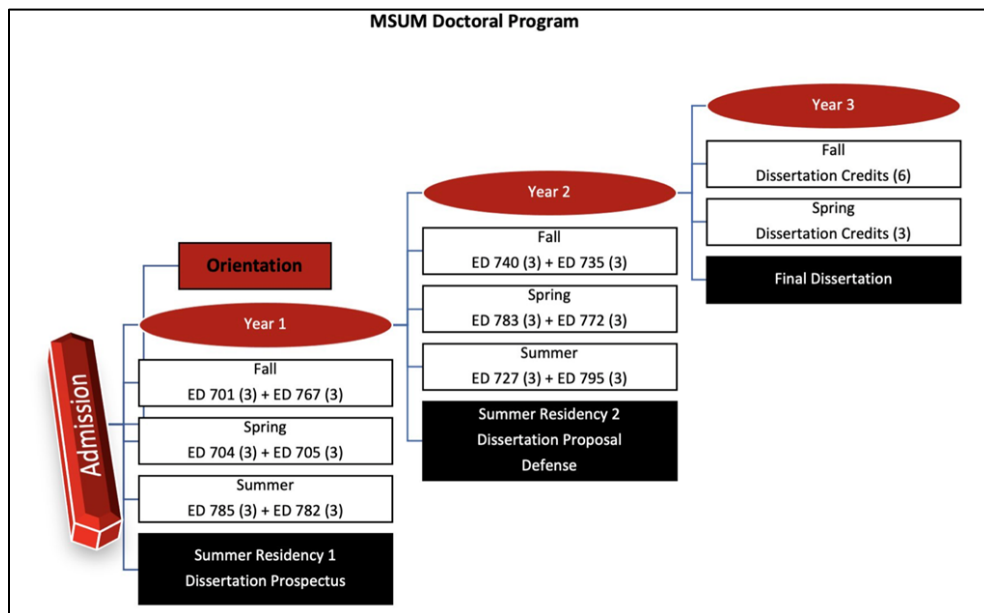 MSUM Doctoral Program
Admission
Orientation
Year 1
Fall
ED 701 (3) + ED 767 (3)
Spring
ED 704 (3) + ED 705 (3)
Summer
ED 785 (3) + ED 782 (3)
Summer Residency 1
Dissertation Prospectus
Year 2
Fall
ED 740 (3) + ED 735 (3)
Spring
ED 783 (3) + ED 772 (3)
Summer
ED 727 (3) + ED 795 (3)
Summer Residency 2
Dissertation Proposal
Defense
Year 3
Fall
Dissertation Credits (6)
Spring
Dissertation Credits (3)
Final Dissertation